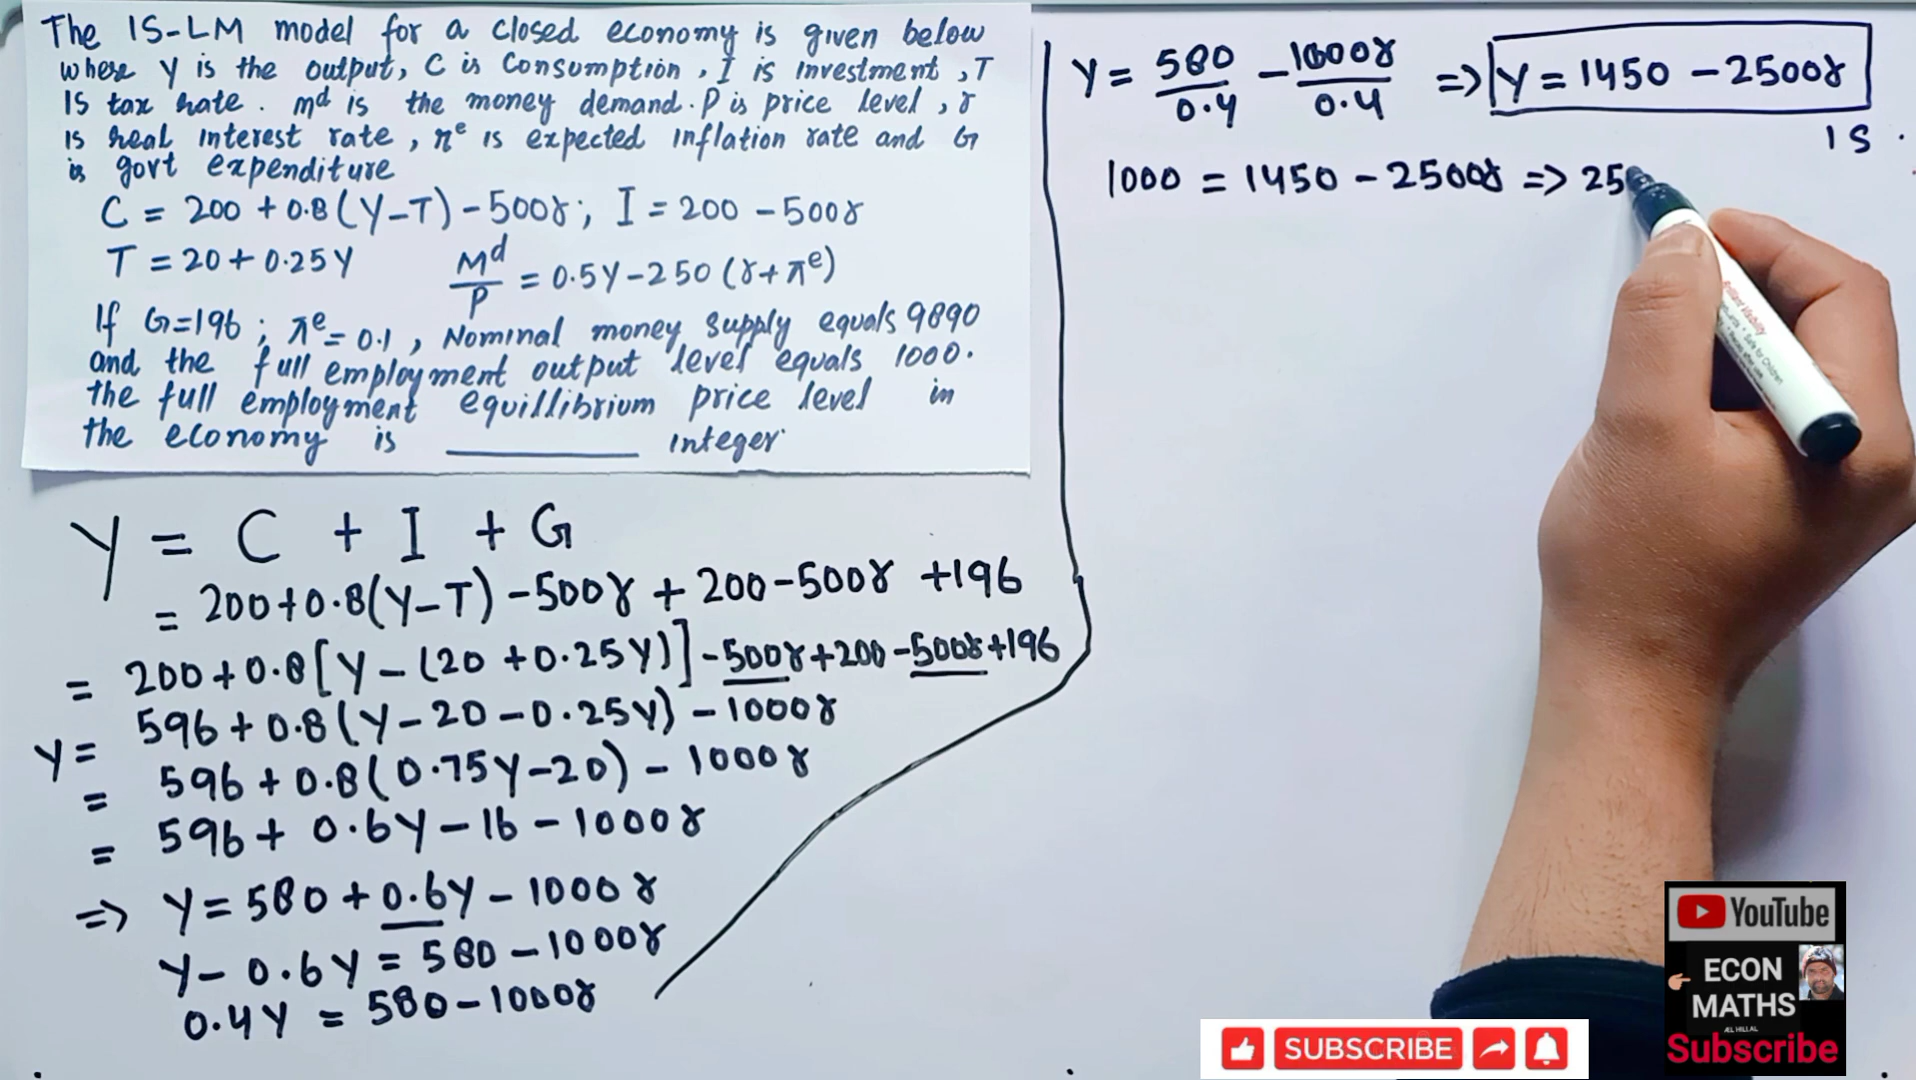 The IS-LM model for a closed economy is given below
where Y is the output, C is Consumption, I is investment, T
is tax rate. Md is the money demand. P is price level, r
is real interest rate, πe is expected inflation rate and G
is govt expenditure
C = 200 + 0.8(Y-T) - 500r; I = 200 - 500r
T = 20 + 0.25Y M^d/P = 0.5Y - 250 (r + π^e)
If G=196; π^e = 0.1, Nominal money supply equals 9890
and the full employment output level equals 1000.
the full employment equillibrium price level in
the economy is ________ integer
Y = C + I + G
= 200+0.8(Y-T) - 500r + 200 - 500r + 196
= 200 + 0.8[Y - (20 + 0.25Y)] - 500r + 200 - 500r + 196
Y = 596 + 0.8(Y - 20 - 0.25Y) - 1000r
= 596 + 0.8(0.75Y - 20) - 1000r
= 596 + 0.6Y - 16 - 1000r
=> Y = 580 + 0.6Y - 1000r
Y - 0.6Y = 580 - 1000r
0.4Y = 580 - 1000r
Y = 580/0.4 - 1000r/0.4 => Y = 1450 - 2500r
IS.
1000 = 1450 - 2500r => 25
YouTube
ECON
MATHS
ÆL HILLAL
Subscribe
SUBSCRIBE